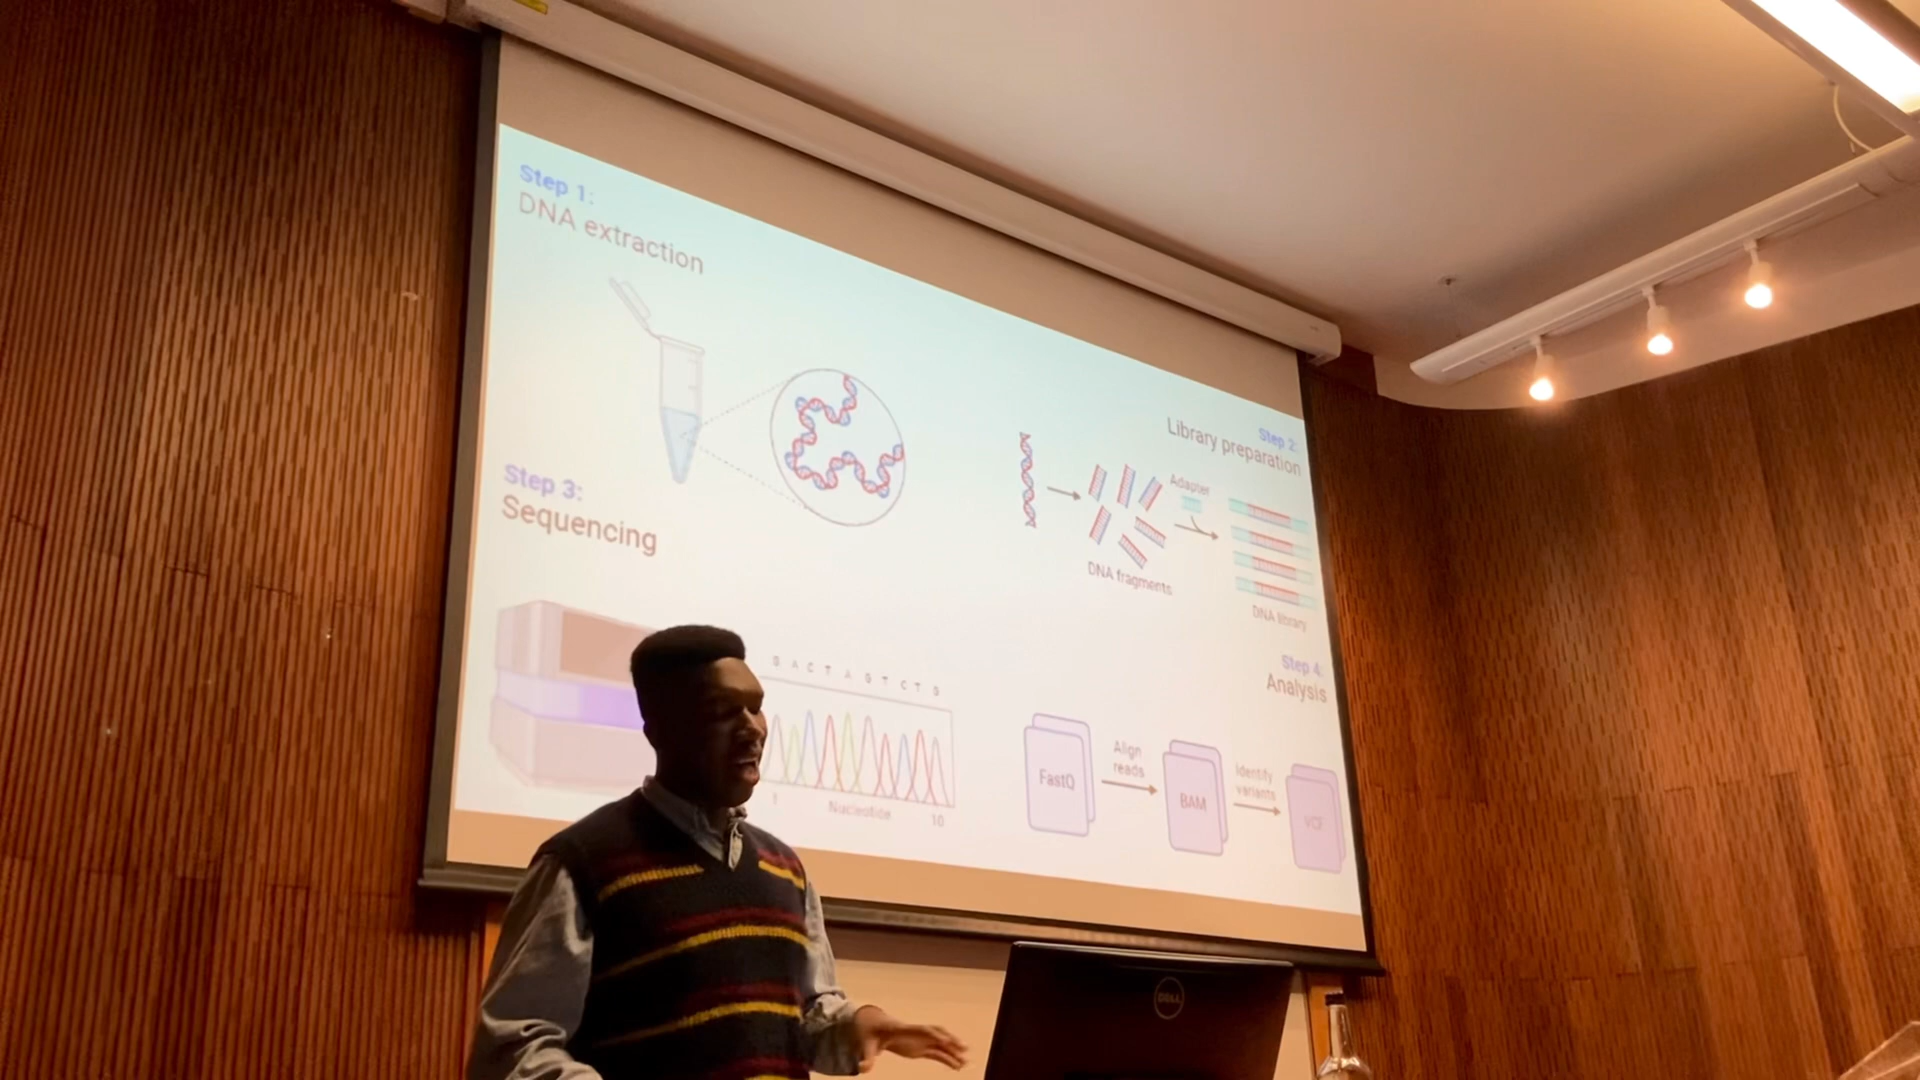 Step 1:
DNA extraction
Step 2:
Library preparation
Adapter
DNA fragments
DNA library
Step 3:
Sequencing
G A C T A G T C T G
1
Nucleotide
10
Step 4:
Analysis
FastQ
Align
reads
BAM
Identify
variants
VCF
DELL